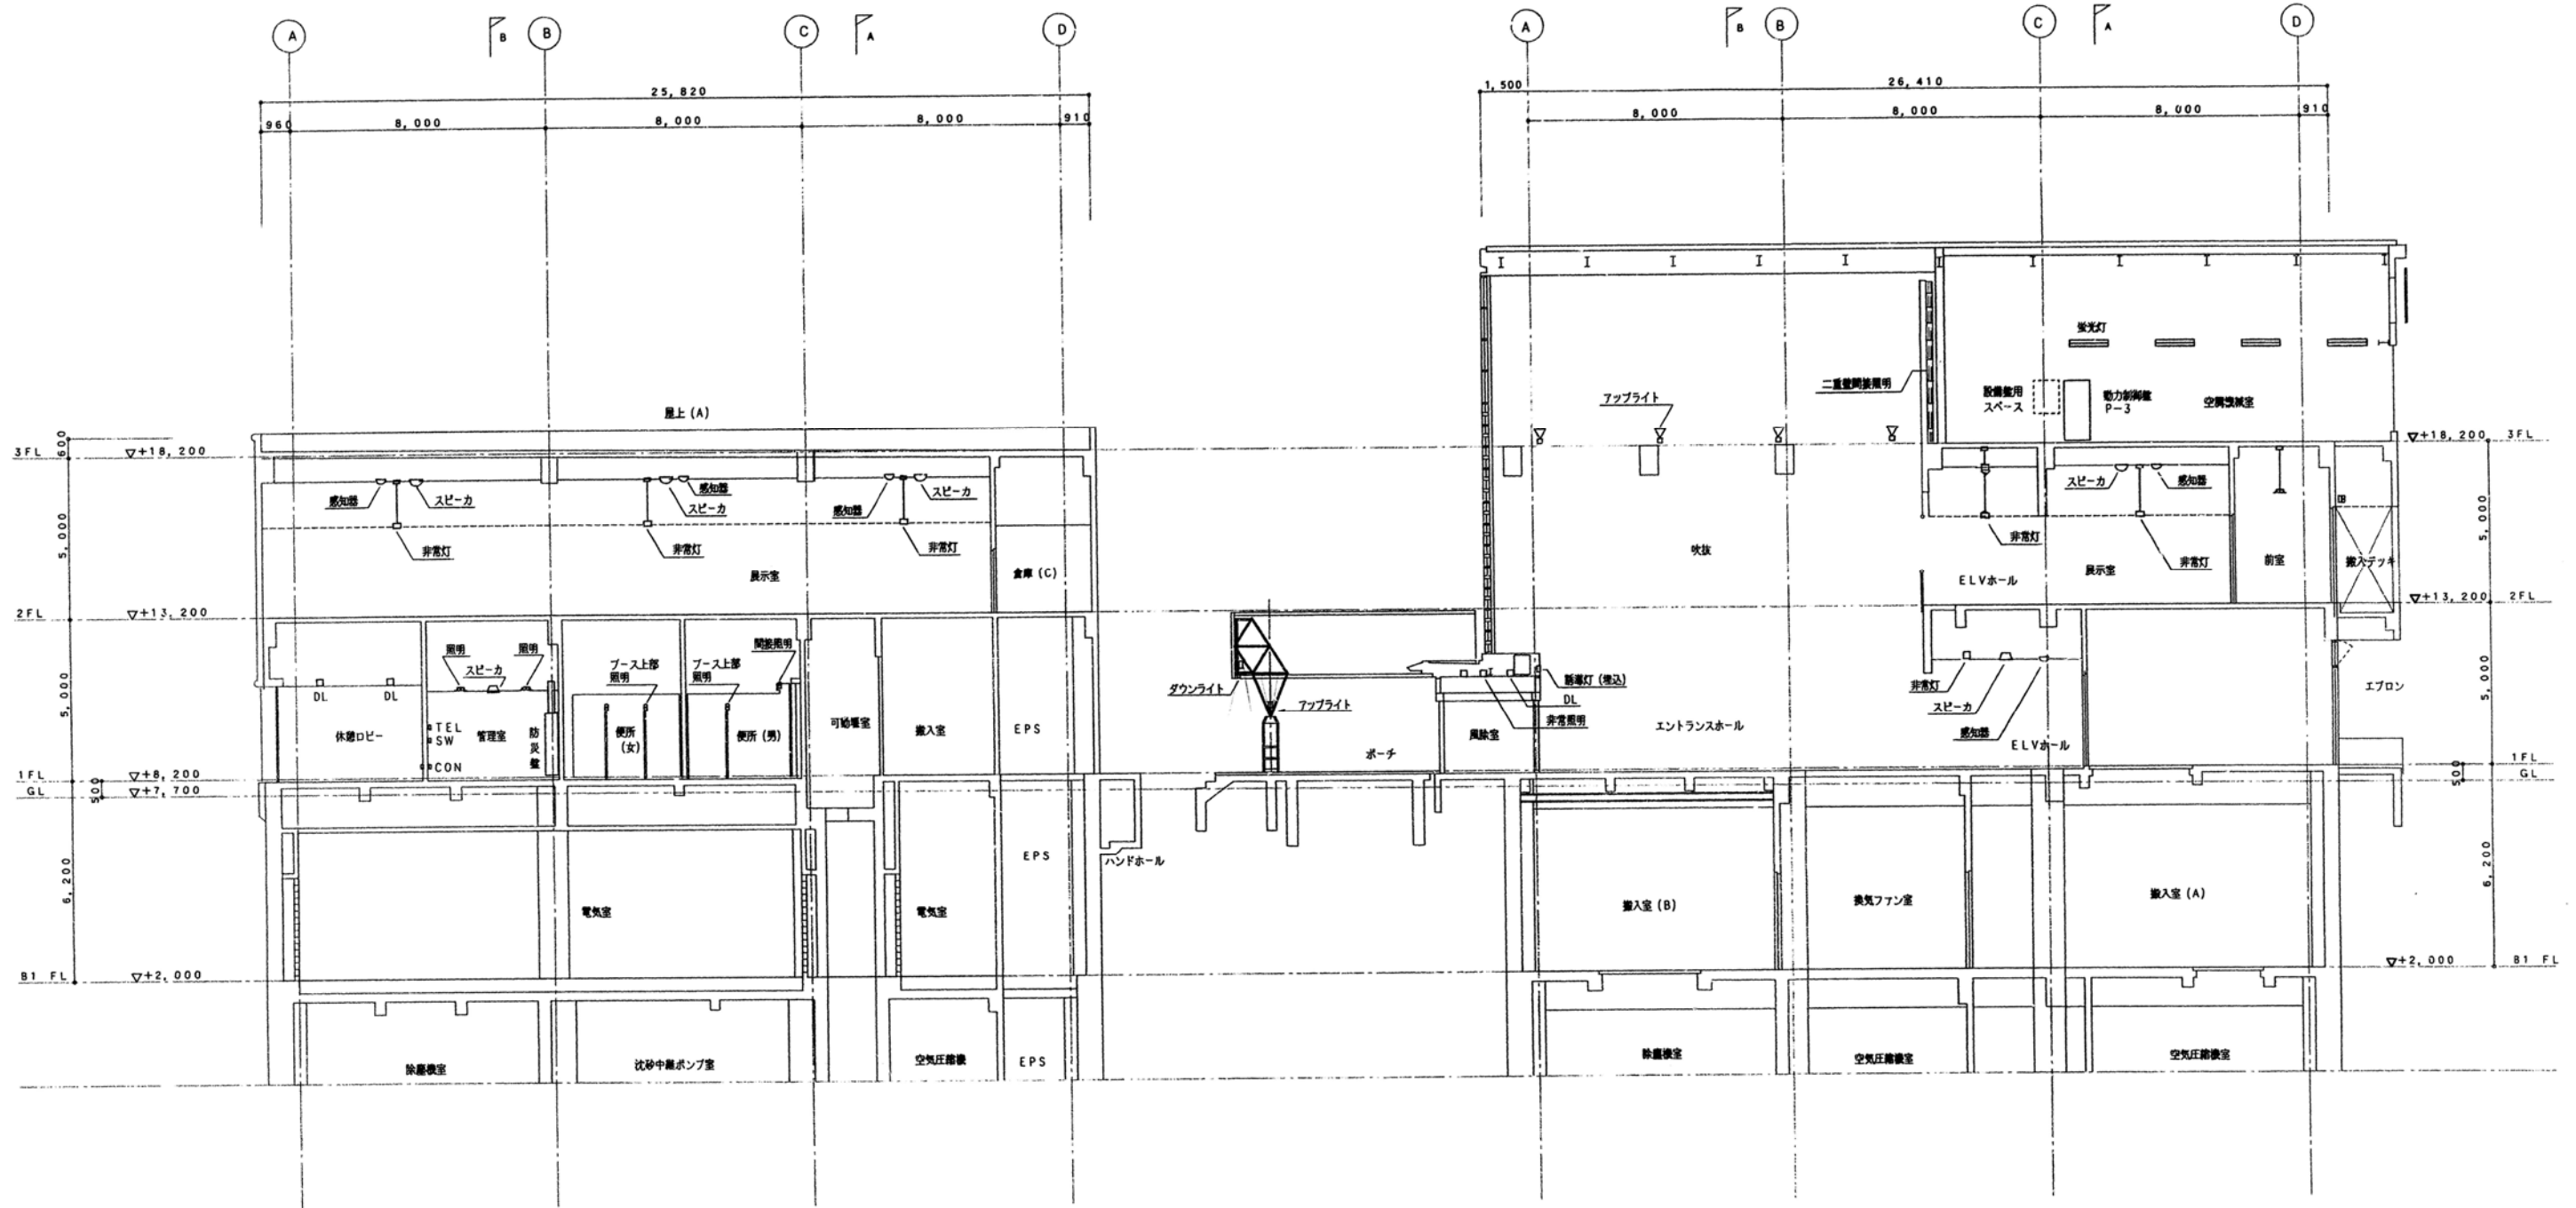 A
B
B
C
A
D
25,820
960
8,000
8,000
8,000
910
屋上(A)
600
3FL
▽+18,200
感知器
スピーカ
感知器
スピーカ
感知器
スピーカ
非常灯
非常灯
非常灯
5,000
展示室
倉庫(C)
2FL
▽+13,200
照明
スピーカ
照明
ブース上部
照明
ブース上部
照明
間接照明
DL
DL
5,000
休憩ロビー
TEL
SW
CON
管理室
防災盤
便所
(女)
便所(男)
搬入室
EPS
1FL
▽+8,200
GL
500
▽+7,700
6,200
電気室
電気室
EPS
ハンドホール
B1 FL
▽+2,000
除塵機室
沈砂中継ポンプ室
空気圧縮機
EPS
A
B
B
C
A
D
1,500
26,410
8,000
8,000
8,000
910
蛍光灯
二重壁間接照明
アップライト
設備盤用
スペース
動力制御盤
P-3
▽+18,200
3FL
スピーカ
感知器
非常灯
非常灯
吹抜
ELVホール
展示室
前室
搬入デッキ
5,000
▽+13,200
2FL
ダウンライト
アップライト
誘導灯(埋込)
DL
非常照明
風除室
ポーチ
エントランスホール
非常灯
スピーカ
感知器
ELVホール
エプロン
5,000
1FL
GL
500
搬入室(B)
換気ファン室
搬入室(A)
6,200
▽+2,000
B1 FL
除塵機室
空気圧縮機室
空気圧縮機室